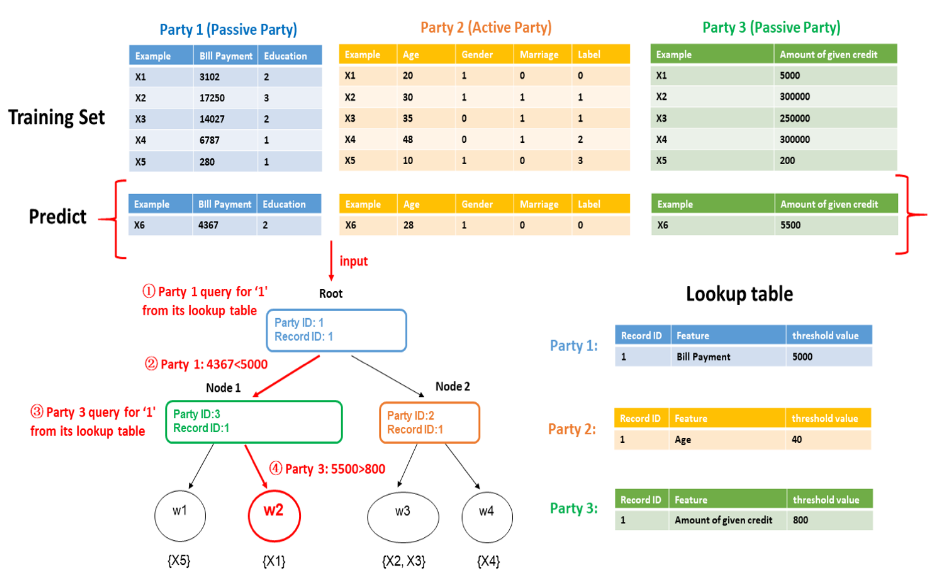 Party 1 (Passive Party)
Party 2 (Active Party)
Party 3 (Passive Party)
Training Set
Example Bill Payment Education
X1 3102 2
X2 17250 3
X3 14027 2
X4 6787 1
X5 280 1
Example Age Gender Marriage Label
X1 20 1 0 0
X2 30 1 1 1
X3 35 0 1 1
X4 48 0 1 2
X5 10 1 0 3
Example Amount of given credit
X1 5000
X2 300000
X3 250000
X4 300000
X5 200
Predict
Example Bill Payment Education
X6 4367 2
Example Age Gender Marriage Label
X6 28 1 0 0
Example Amount of given credit
X6 5500
input
① Party 1 query for ‘1'
from its lookup table
Root
Party ID: 1
Record ID: 1
② Party 1: 4367<5000
Node 1
Node 2
③ Party 3 query for ‘1'
from its lookup table
Party ID:3
Record ID:1
Party ID:2
Record ID:1
④ Party 3: 5500>800
w1
w2
w3
w4
{X5}
{X1}
{X2, X3}
{X4}
Lookup table
Party 1:
Record ID Feature threshold value
1 Bill Payment 5000
Party 2:
Record ID Feature threshold value
1 Age 40
Party 3:
Record ID Feature threshold value
1 Amount of given credit 800